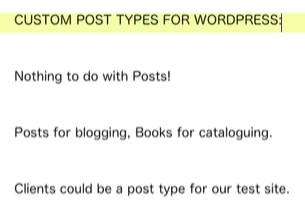 CUSTOM POST TYPES FOR WORDPRESS:
Nothing to do with Posts!
Posts for blogging, Books for cataloguing.
Clients could be a post type for our test site.